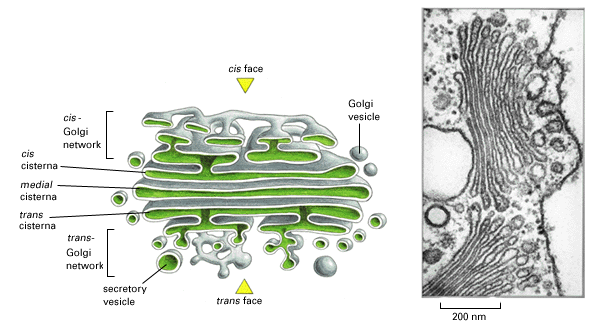 cis face
cis -
Golgi
network
Golgi
vesicle
cis
cisterna
medial
cisterna
trans
cisterna
trans-
Golgi
network
secretory
vesicle
trans face
200 nm